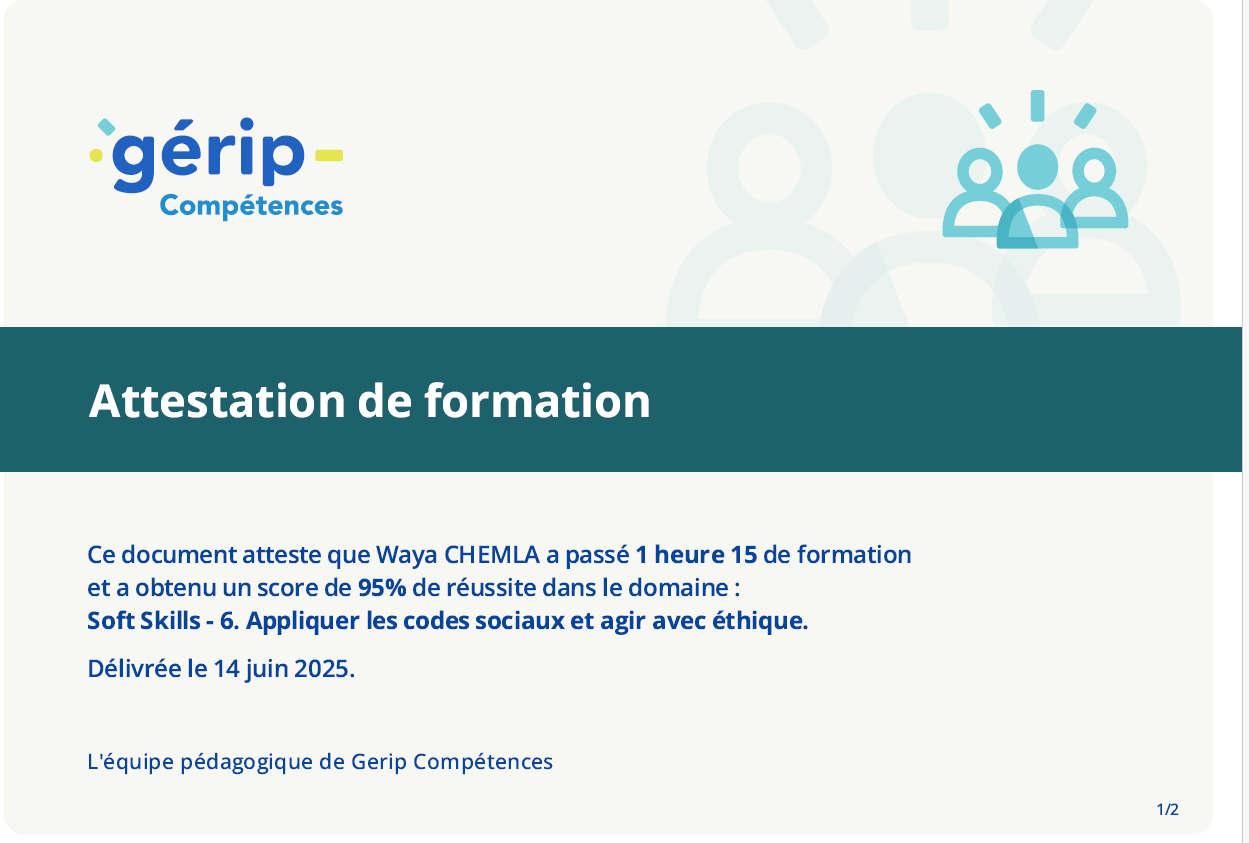 gérip
Compétences
Attestation de formation
Ce document atteste que Waya CHEMLA a passé 1 heure 15 de formation
et a obtenu un score de 95% de réussite dans le domaine :
Soft Skills - 6. Appliquer les codes sociaux et agir avec éthique.
Délivrée le 14 juin 2025.
L'équipe pédagogique de Gerip Compétences
1/2